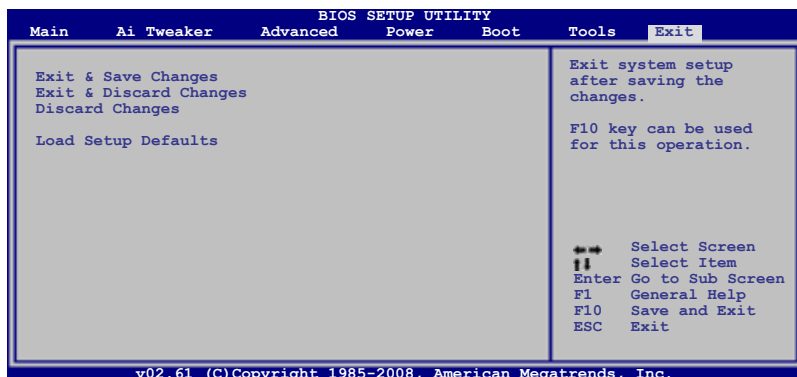 BIOS SETUP UTILITY
Main Ai Tweaker Advanced Power Boot Tools Exit
Exit & Save Changes
Exit & Discard Changes
Discard Changes
Load Setup Defaults
Exit system setup
after saving the
changes.
F10 key can be used
for this operation.
Select Screen
Select Item
Enter Go to Sub Screen
F1 General Help
F10 Save and Exit
ESC Exit
v02.61 (C)Copyright 1985-2008, American Megatrends, Inc.